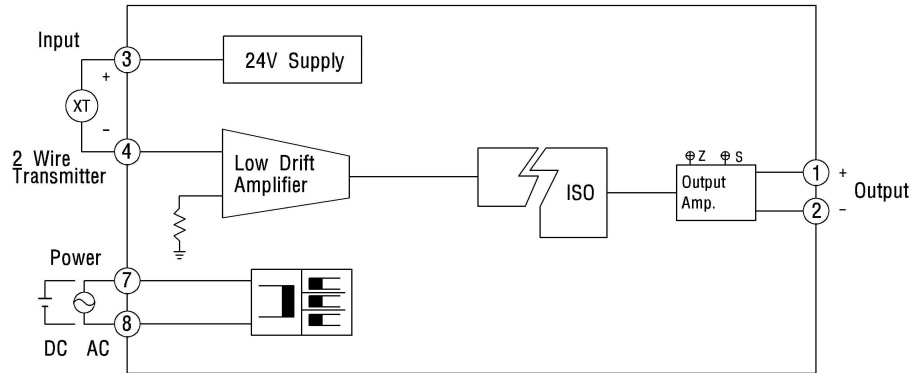 Input
3
24V Supply
+
XT
−
4
2 Wire
Transmitter
Low Drift
Amplifier
ISO
Z
S
Output
Amp.
1
+
Output
2
−
Power
7
8
DC
AC